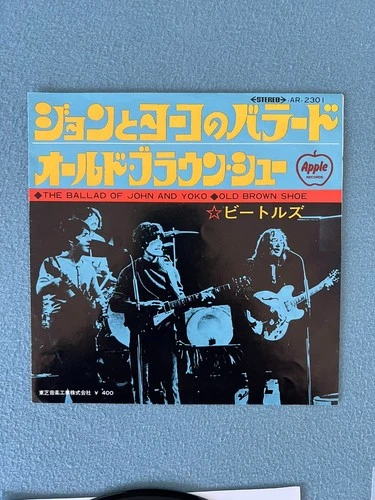 STEREO AR-2301
ジョンとヨーコのバラード
オールド・ブラウン・シュー
Apple
RECORDS
◆THE BALLAD OF JOHN AND YOKO ◆OLD BROWN SHOE
☆ビートルズ
東芝音楽工業株式会社 ¥ 400